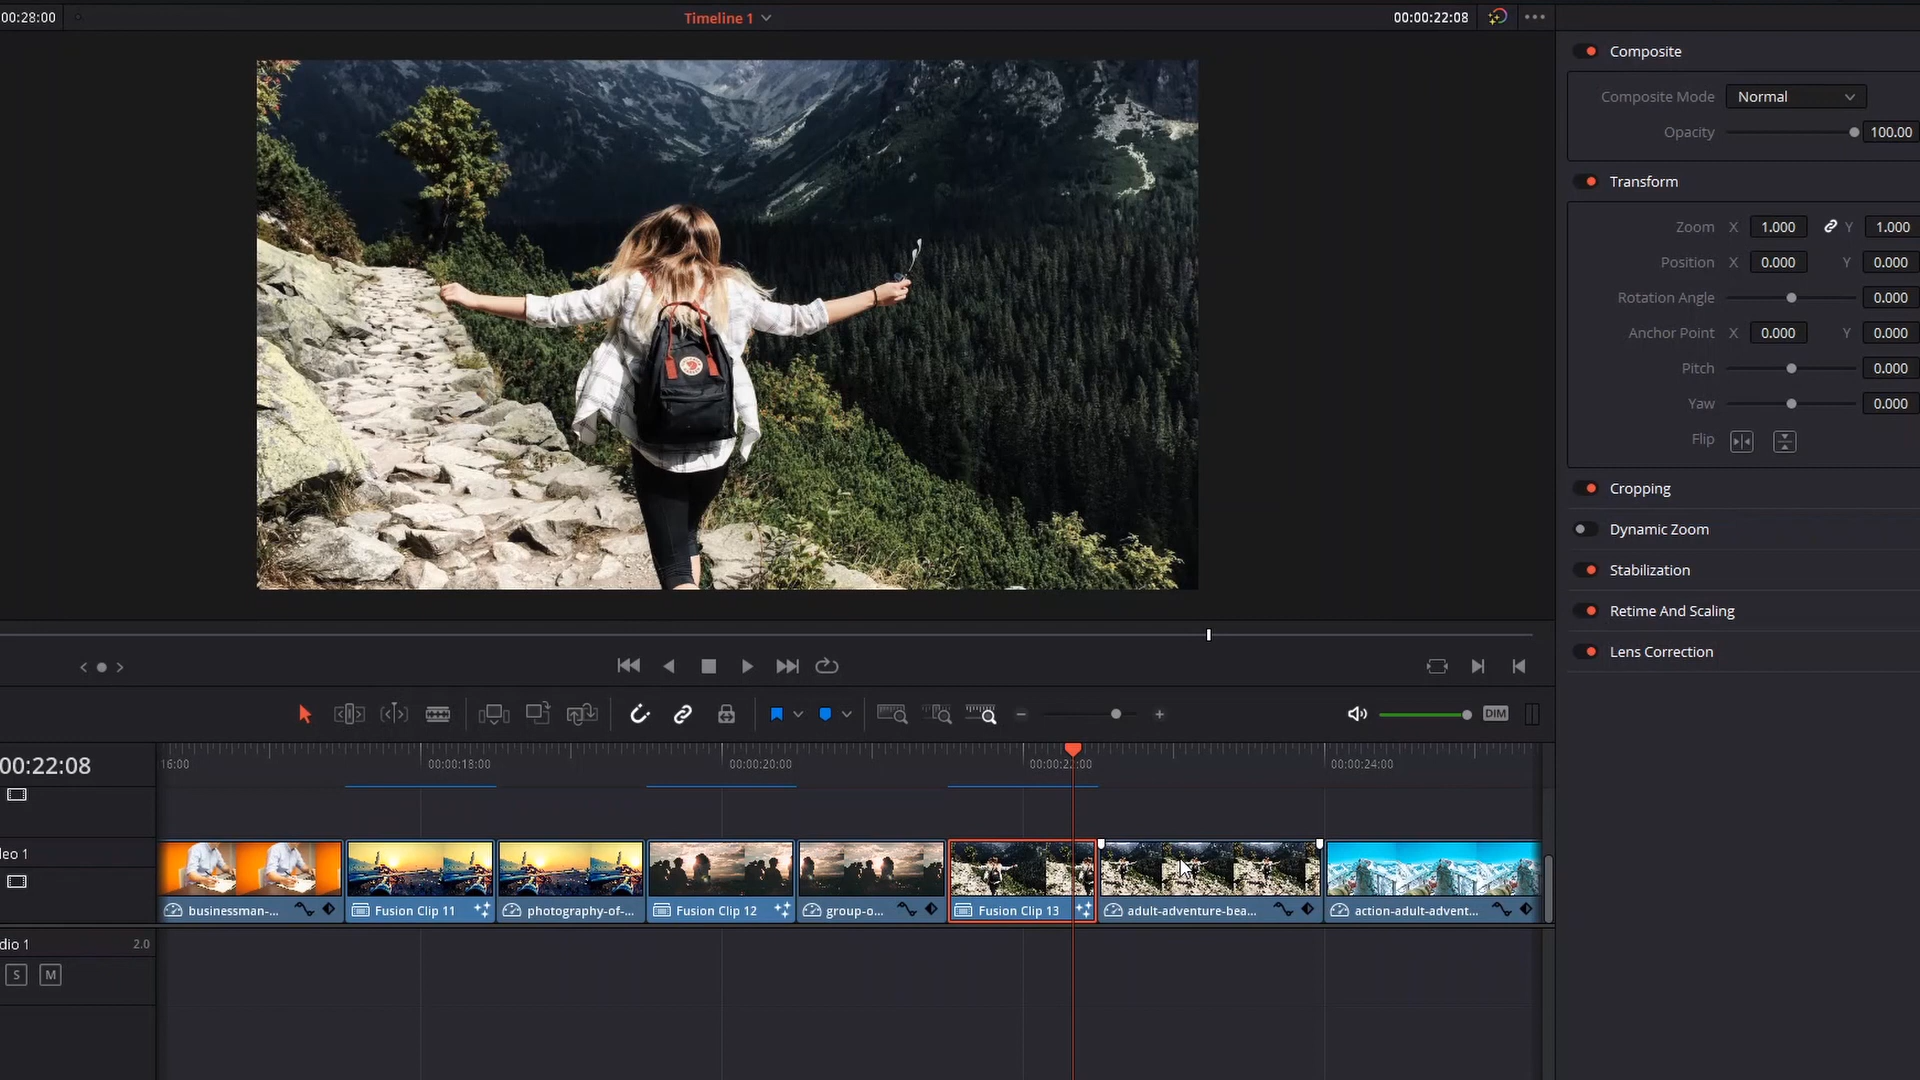 00:28:00
Timeline 1
00:00:22:08
Composite
Composite Mode Normal
Opacity 100.00
Transform
Zoom X 1.000 Y 1.000
Position X 0.000 Y 0.000
Rotation Angle 0.000
Anchor Point X 0.000 Y 0.000
Pitch 0.000
Yaw 0.000
Flip
Cropping
Dynamic Zoom
Stabilization
Retime And Scaling
Lens Correction
DIM
00:22:08
16:00
00:00:18:00
00:00:20:00
00:00:24:00
leo 1
businessman-...
Fusion Clip 11
photography-of-...
Fusion Clip 12
group-o...
Fusion Clip 13
adult-adventure-bea...
action-adult-advent...
dio 1 2.0
S M